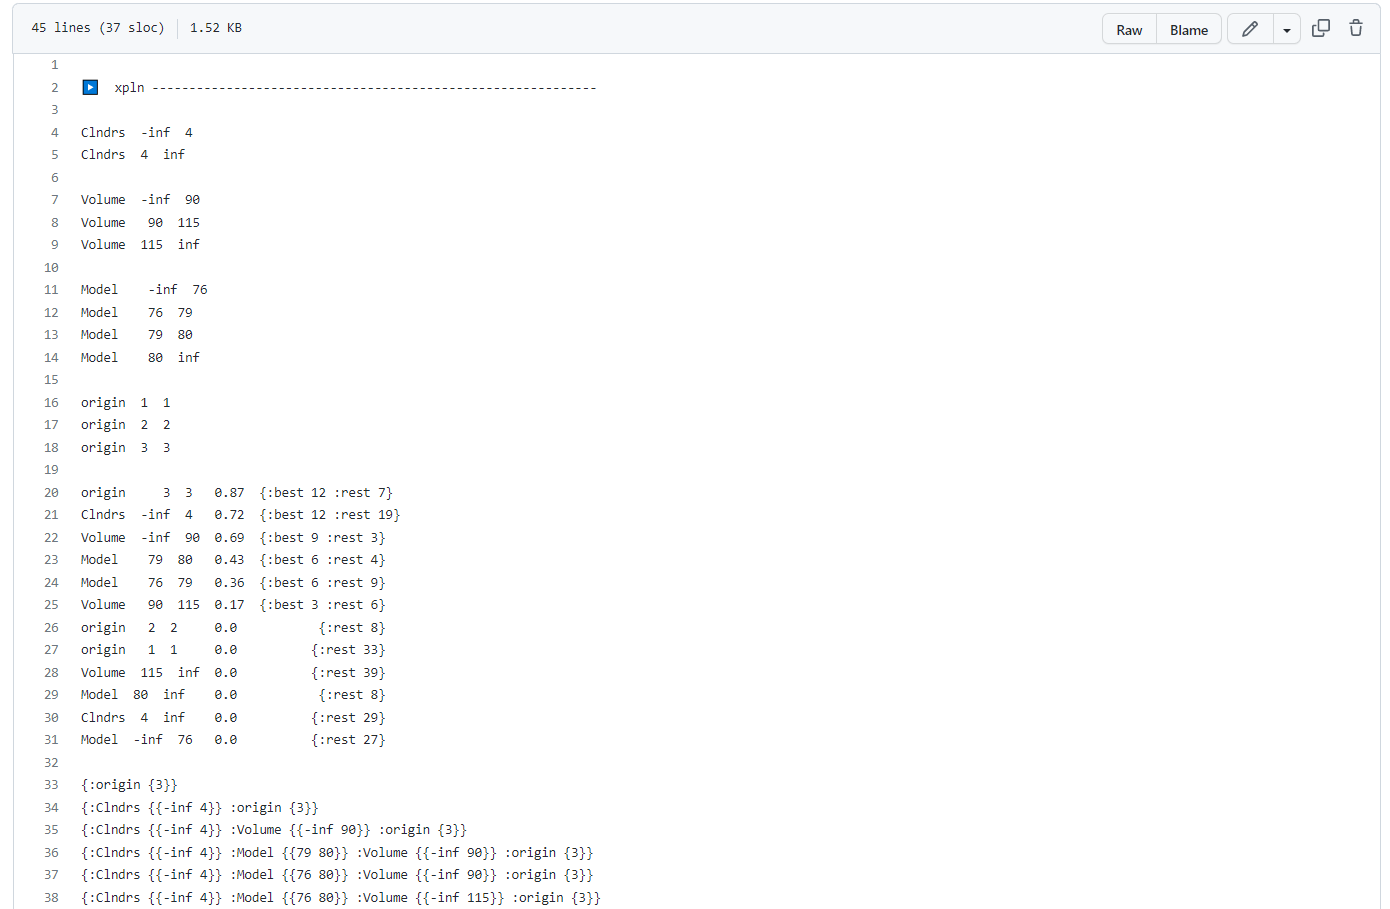 45 lines (37 sloc) 1.52 KB Raw Blame
1
2 xpln ------------------------------------------------------------
3
4 Clndrs  -inf  4
5 Clndrs  4  inf
6
7 Volume  -inf  90
8 Volume   90  115
9 Volume  115  inf
10
11 Model    -inf  76
12 Model    76  79
13 Model    79  80
14 Model    80  inf
15
16 origin  1  1
17 origin  2  2
18 origin  3  3
19
20 origin     3  3   0.87  {:best 12 :rest 7}
21 Clndrs  -inf  4   0.72  {:best 12 :rest 19}
22 Volume  -inf  90  0.69  {:best 9 :rest 3}
23 Model    79  80   0.43  {:best 6 :rest 4}
24 Model    76  79   0.36  {:best 6 :rest 9}
25 Volume   90  115  0.17  {:best 3 :rest 6}
26 origin   2  2     0.0           {:rest 8}
27 origin   1  1     0.0          {:rest 33}
28 Volume  115  inf  0.0          {:rest 39}
29 Model  80  inf    0.0           {:rest 8}
30 Clndrs  4  inf    0.0          {:rest 29}
31 Model  -inf  76   0.0          {:rest 27}
32
33 {:origin {3}}
34 {:Clndrs {{-inf 4}} :origin {3}}
35 {:Clndrs {{-inf 4}} :Volume {{-inf 90}} :origin {3}}
36 {:Clndrs {{-inf 4}} :Model {{79 80}} :Volume {{-inf 90}} :origin {3}}
37 {:Clndrs {{-inf 4}} :Model {{76 80}} :Volume {{-inf 90}} :origin {3}}
38 {:Clndrs {{-inf 4}} :Model {{76 80}} :Volume {{-inf 115}} :origin {3}}